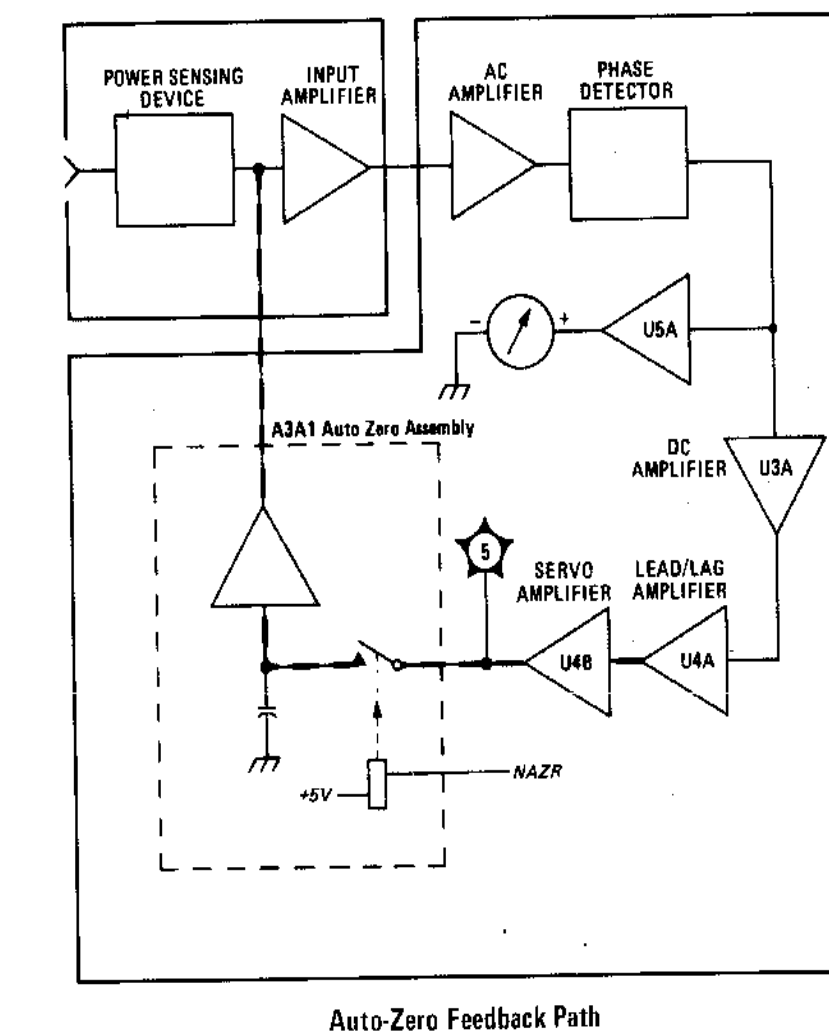 POWER SENSING
DEVICE
INPUT
AMPLIFIER
AC
AMPLIFIER
PHASE
DETECTOR
-
+
U5A
A3A1 Auto Zero Assembly
DC
AMPLIFIER
U3A
5
SERVO
AMPLIFIER
LEAD/LAG
AMPLIFIER
U4B
U4A
NAZR
+5V
Auto-Zero Feedback Path